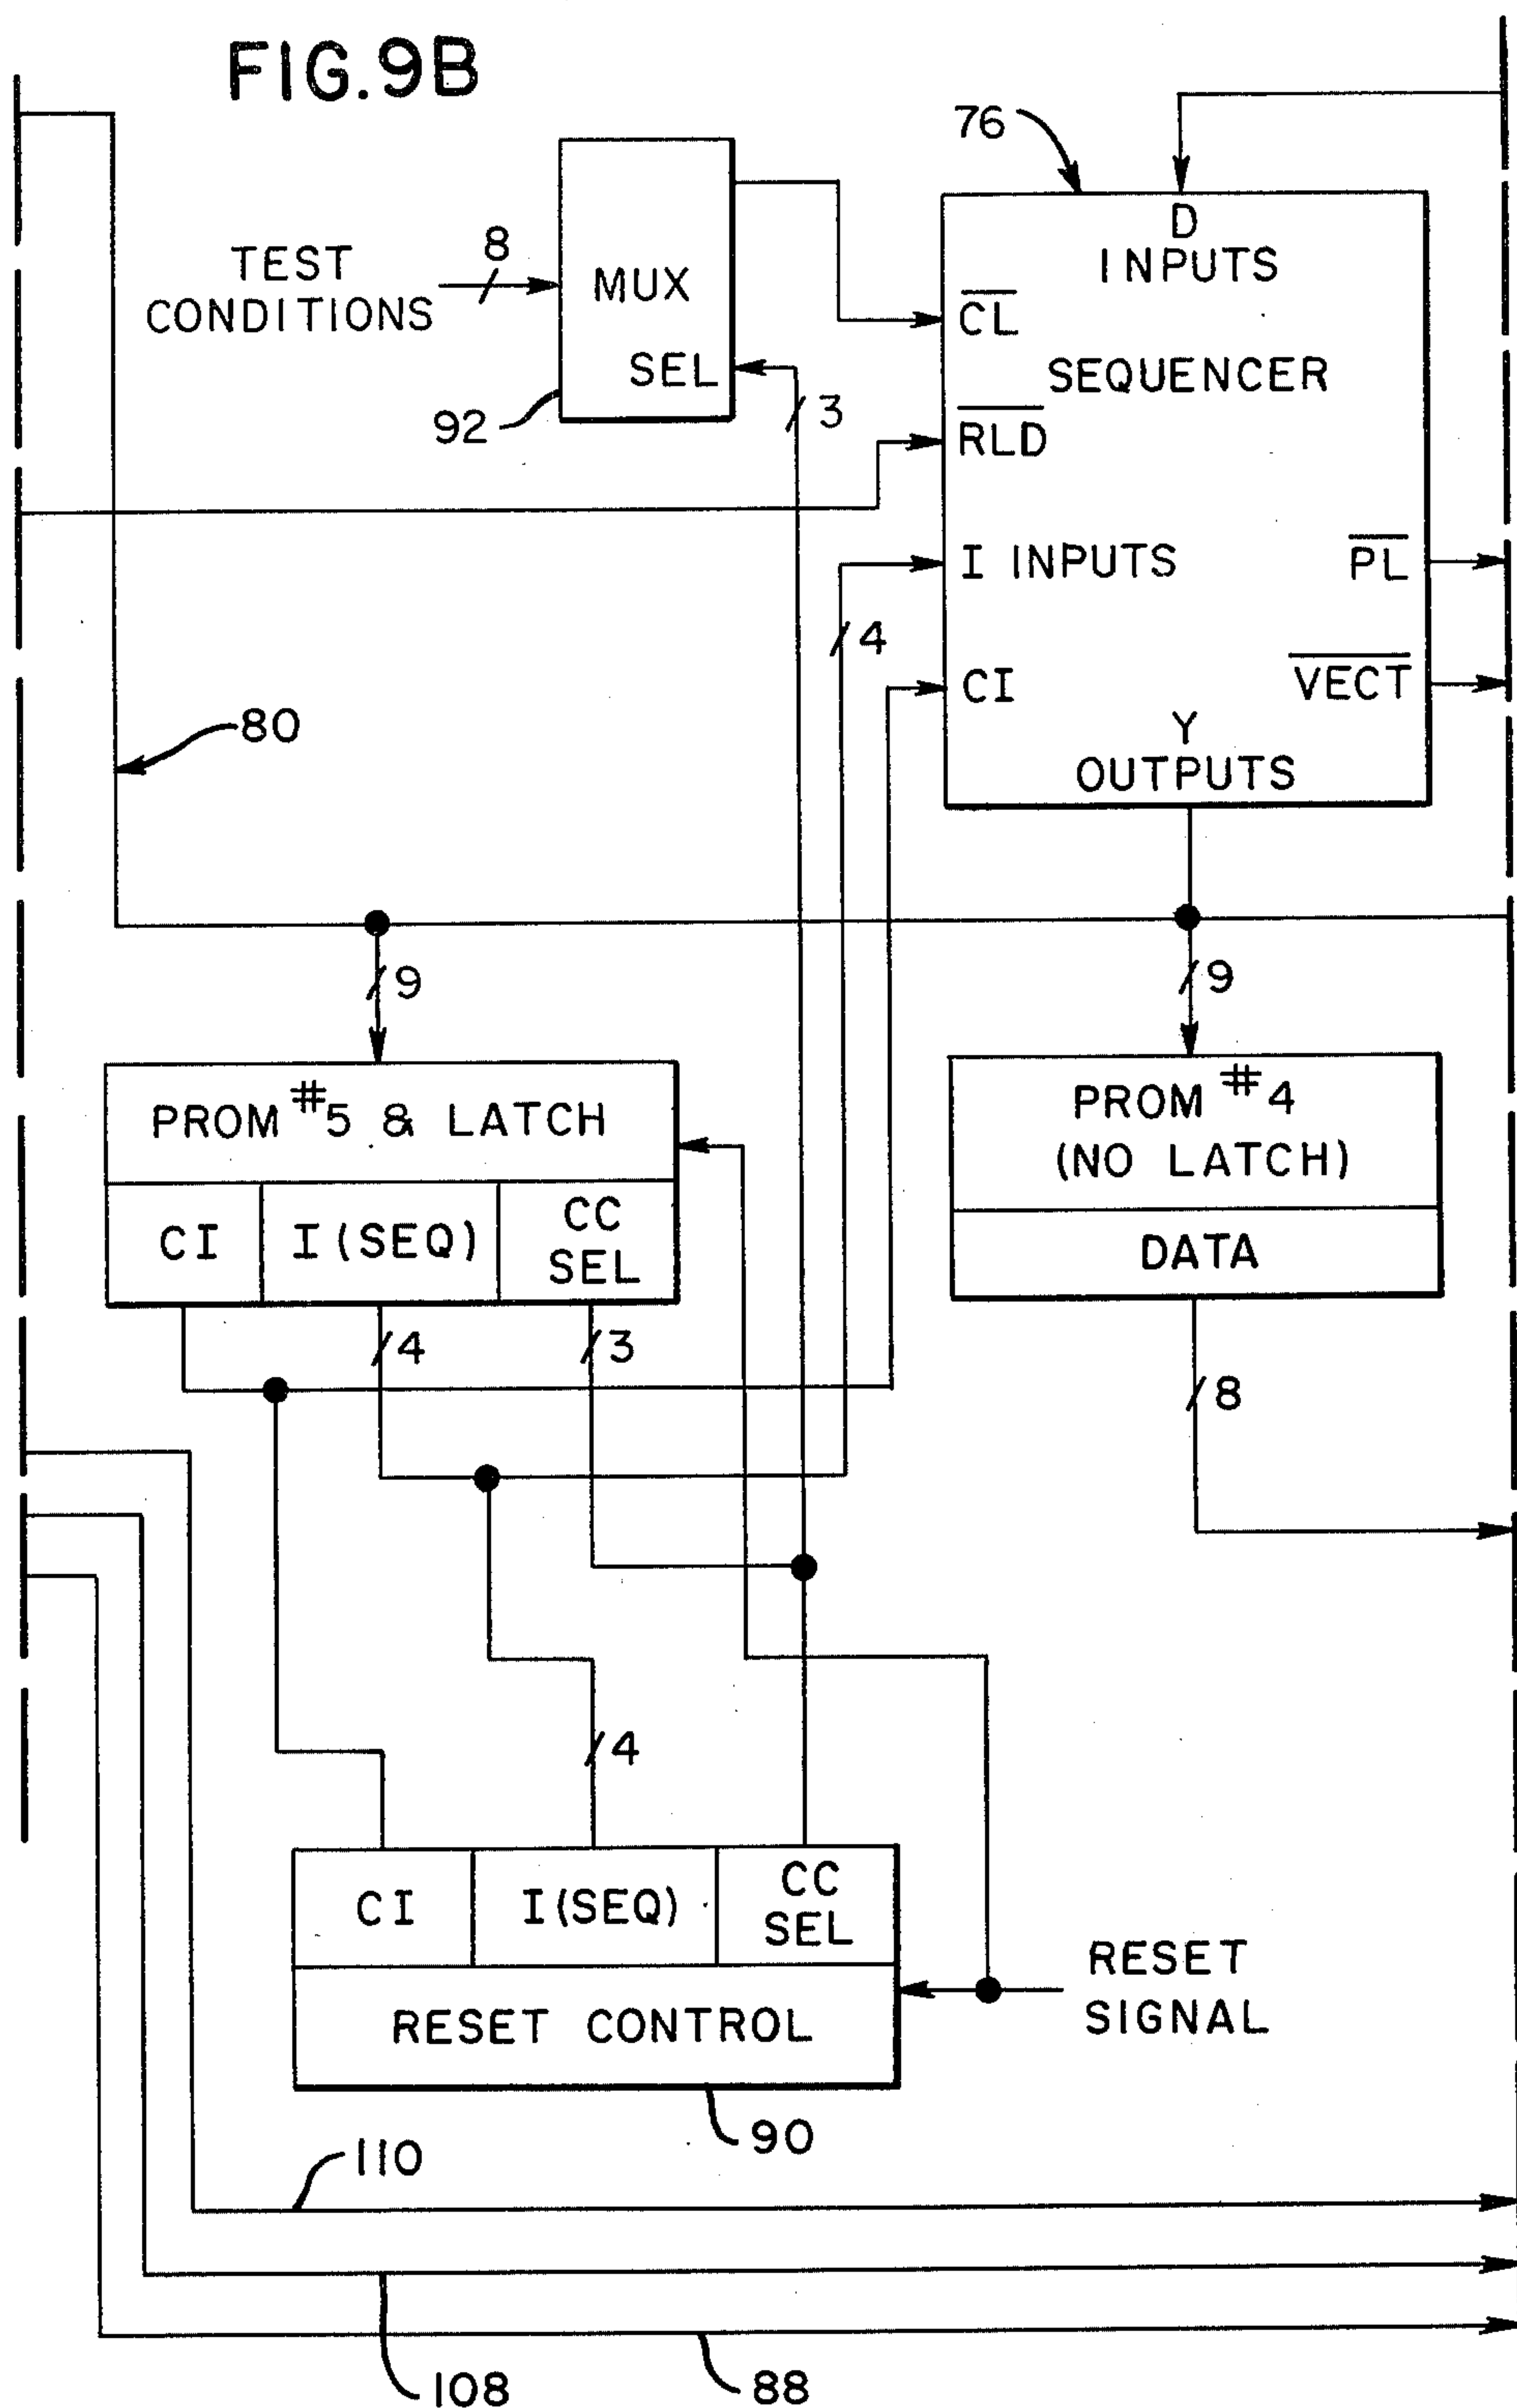 FIG. 9B
76
D
INPUTS
8
TEST
CONDITIONS
MUX
SEL
CL
SEQUENCER
92
3
RLD
I INPUTS
PL
4
CI
VECT
80
Y
OUTPUTS
9
9
PROM #5 & LATCH
PROM #4
(NO LATCH)
CI
I (SEQ)
CC
SEL
DATA
4
3
8
4
CI
I (SEQ)
CC
SEL
RESET
SIGNAL
RESET CONTROL
90
110
108
88